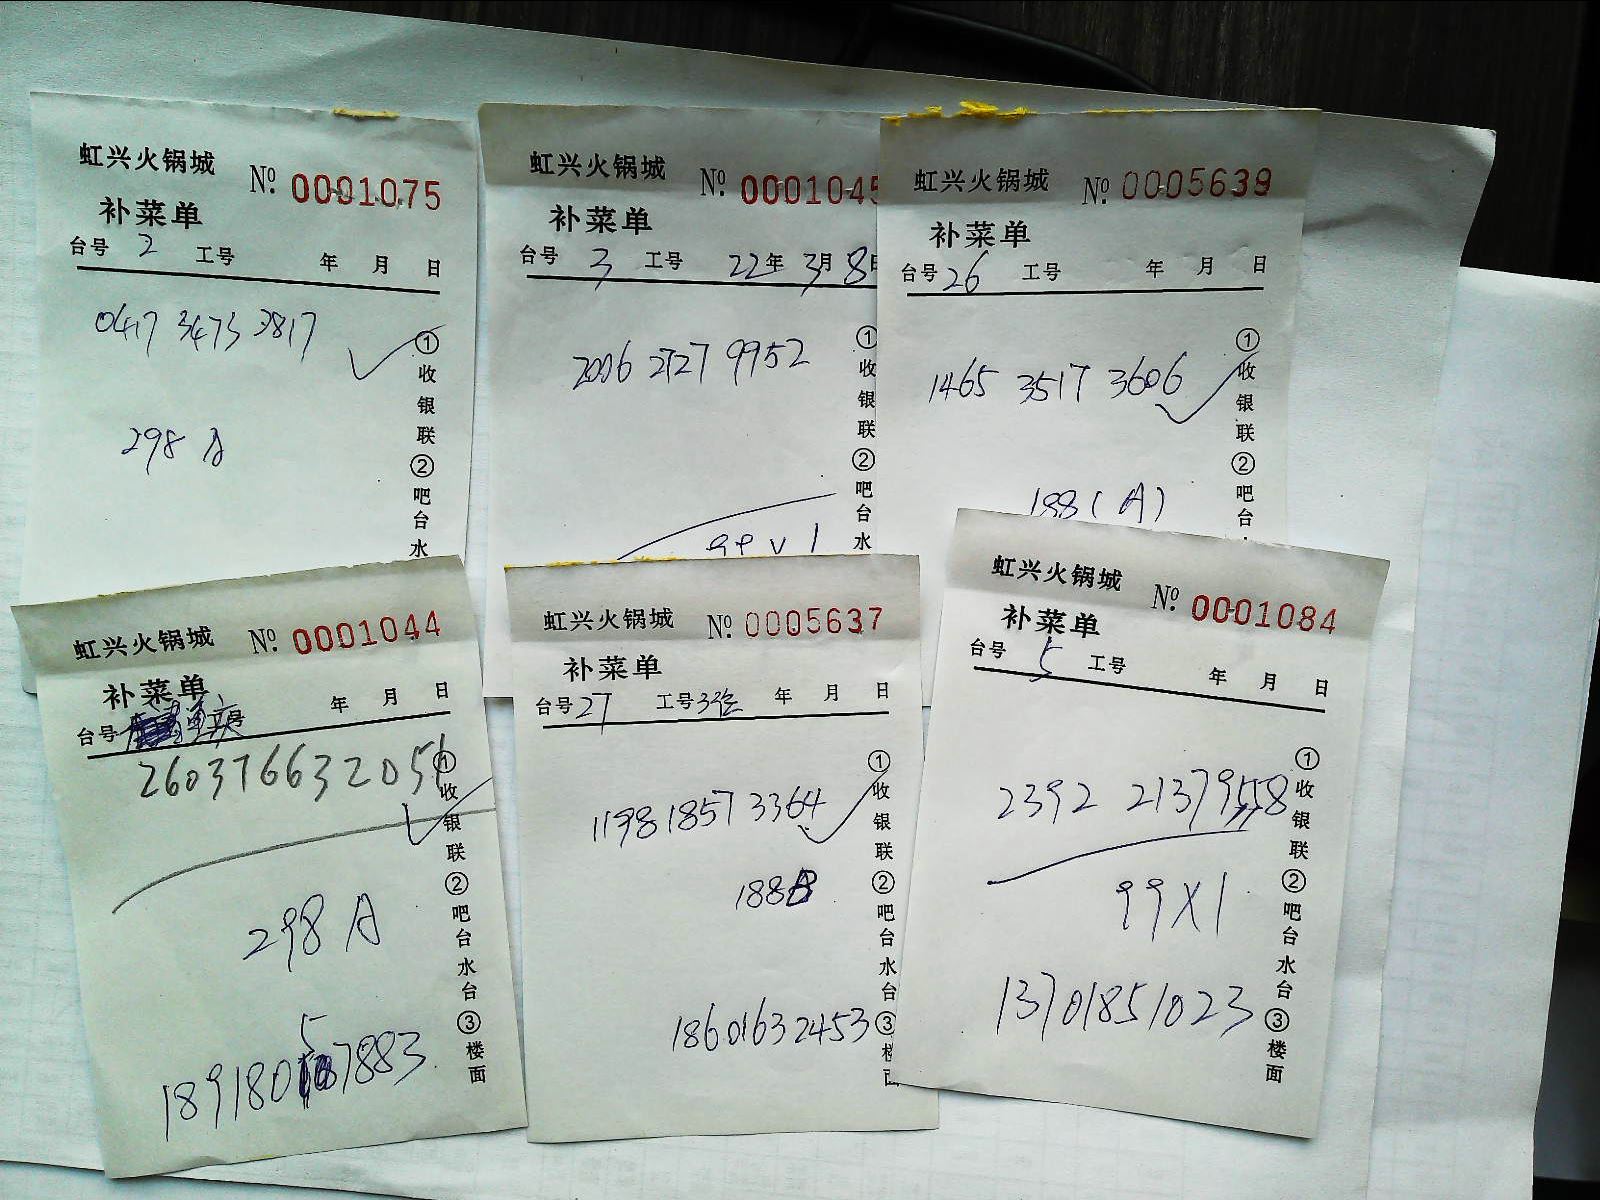 虹兴火锅城 № 0001075
补菜单
台号 2 工号 年 月 日
0417 3473 3817
298 A
①收银联②吧台水
虹兴火锅城 № 0001045
补菜单
台号 3 工号 22年 3月 8日
2006 2727 9952
99 x 1
①收银联②吧台水
虹兴火锅城 № 0005639
补菜单
台号 26 工号 年 月 日
1465 3517 3606
188 (A)
①收银联②吧台
虹兴火锅城 № 0001044
补菜单
台号 年 月 日
298 A
①收银联②吧台水台③楼面
虹兴火锅城 № 0005637
补菜单
台号 27 工号 年 月 日
1198 1857 3364
188B
18601632453
①收银联②吧台水台③楼面
虹兴火锅城 № 0001084
补菜单
台号 5 工号 年 月 日
2392 2137 9558
99X1
13701851023
①收银联②吧台水台③楼面